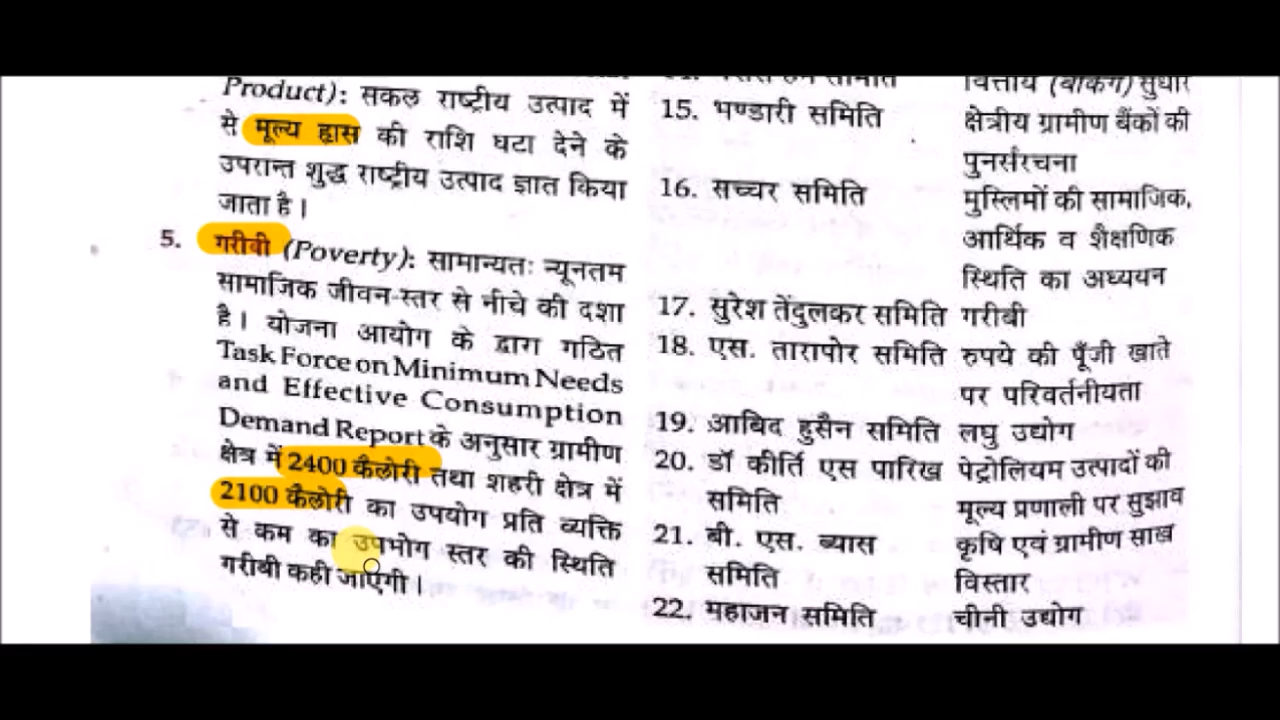 Product): सकल राष्ट्रीय उत्पाद में
से मूल्य ह्रास की राशि घटा देने के
उपरान्त शुद्ध राष्ट्रीय उत्पाद ज्ञात किया
जाता है।
5. गरीबी (Poverty): सामान्यतः न्यूनतम
सामाजिक जीवन-स्तर से नीचे की दशा
है। योजना आयोग के द्वारा गठित
Task Force on Minimum Needs
and Effective Consumption
Demand Report के अनुसार ग्रामीण
क्षेत्र में 2400 कैलोरी तथा शहरी क्षेत्र में
2100 कैलोरी का उपयोग प्रति व्यक्ति
से कम का उपभोग स्तर की स्थिति
गरीबी कही जाएंगी।
वित्तीय (बैंकिंग) सुधार
15. भण्डारी समिति क्षेत्रीय ग्रामीण बैंकों की
पुनर्संरचना
16. सच्चर समिति मुस्लिमों की सामाजिक,
आर्थिक व शैक्षणिक
स्थिति का अध्ययन
17. सुरेश तेंदुलकर समिति गरीबी
18. एस. तारापोर समिति रुपये की पूँजी खाते
पर परिवर्तनीयता
19. आबिद हुसैन समिति लघु उद्योग
20. डॉ कीर्ति एस पारिख पेट्रोलियम उत्पादों की
समिति मूल्य प्रणाली पर सुझाव
21. बी. एस. ब्यास कृषि एवं ग्रामीण साख
समिति विस्तार
22. महाजन समिति चीनी उद्योग